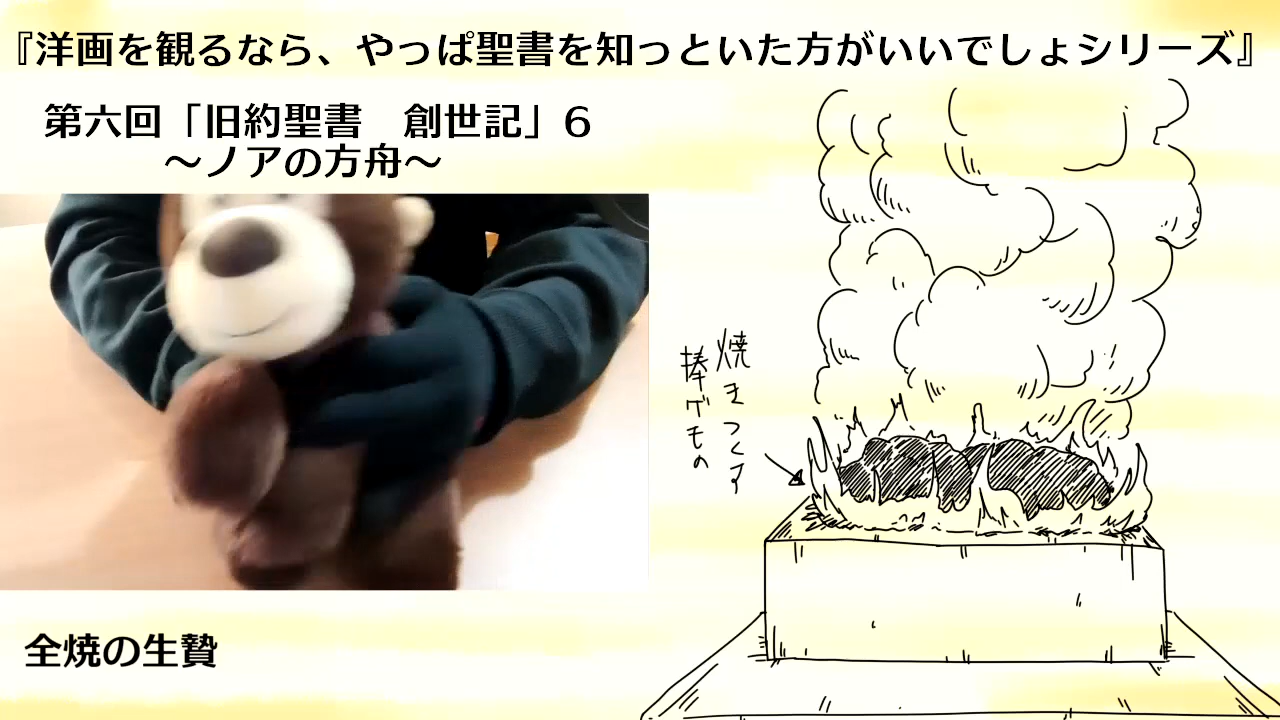 『洋画を観るなら、やっぱ聖書を知っといた方がいいでしょシリーズ』
第六回「旧約聖書　創世記」6
～ノアの方舟～
焼きつくす
捧げもの
全焼の生贄